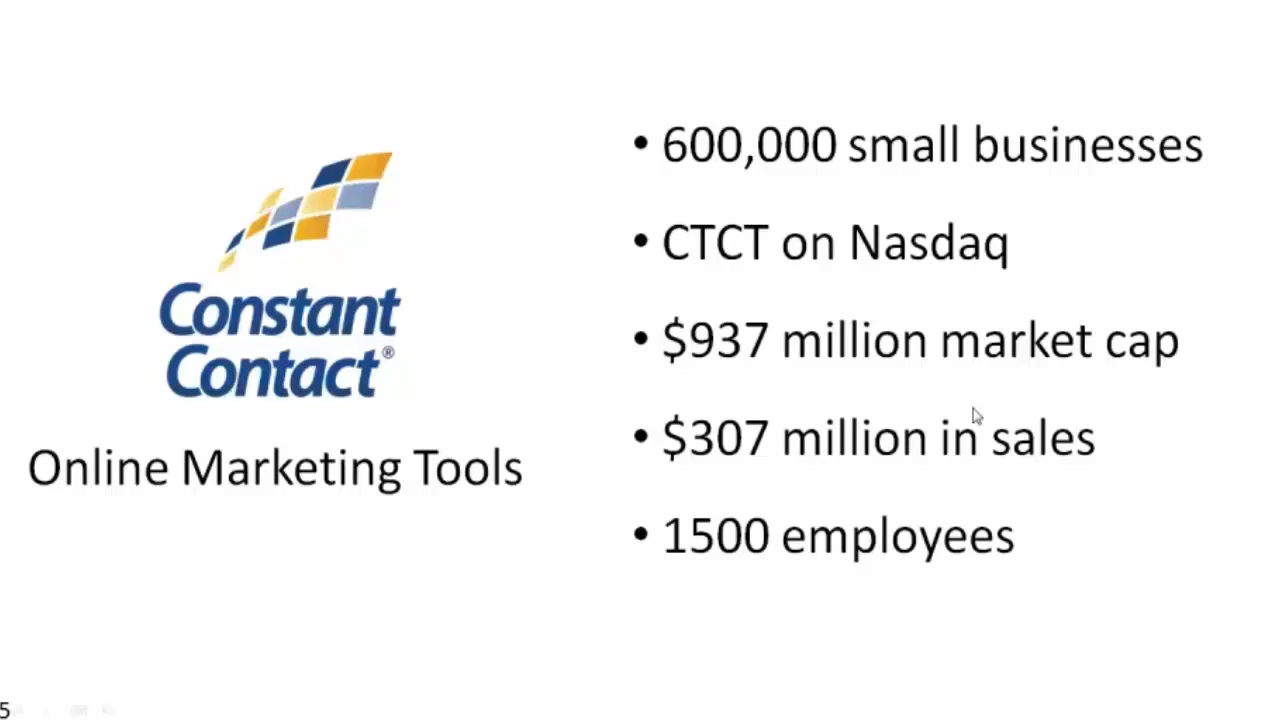 Constant
Contact®
Online Marketing Tools
• 600,000 small businesses
• CTCT on Nasdaq
• $937 million market cap
• $307 million in sales
• 1500 employees
5